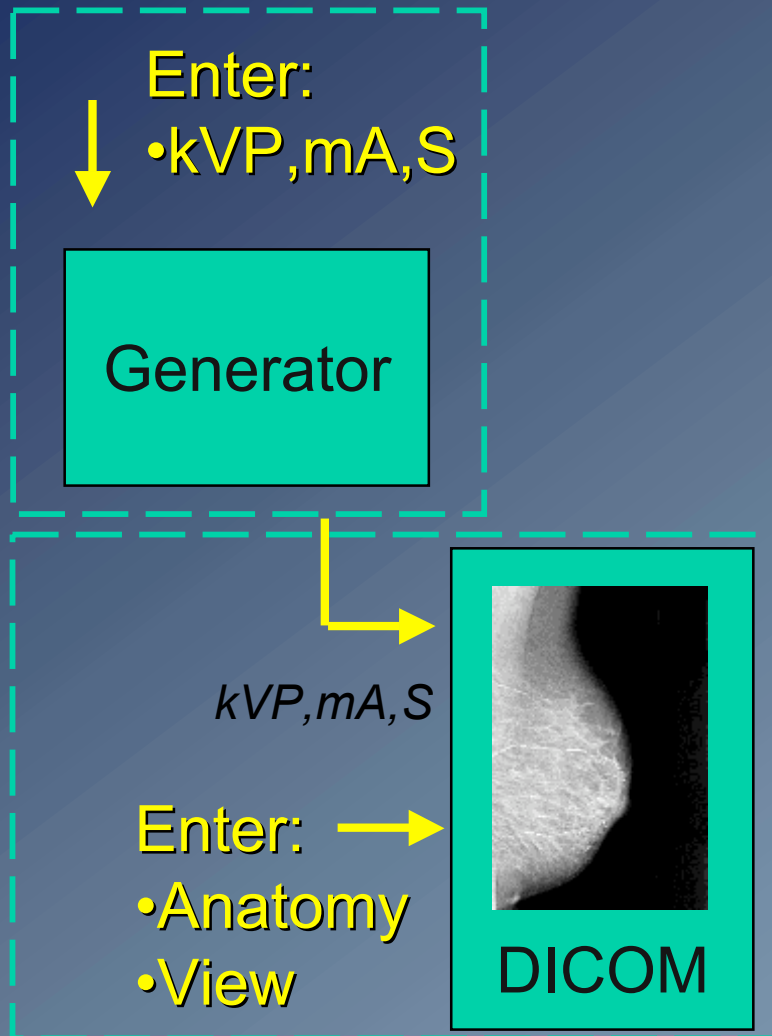 Enter:
•kVP,mA,S
Generator
kVP,mA,S
Enter:
•Anatomy
•View
DICOM